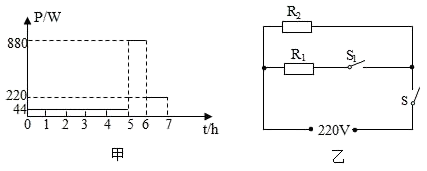 P/W
880
220
44
0 1 2 3 4 5 6 7 t/h
甲
R₂
R₁ S₁
S
220V
乙